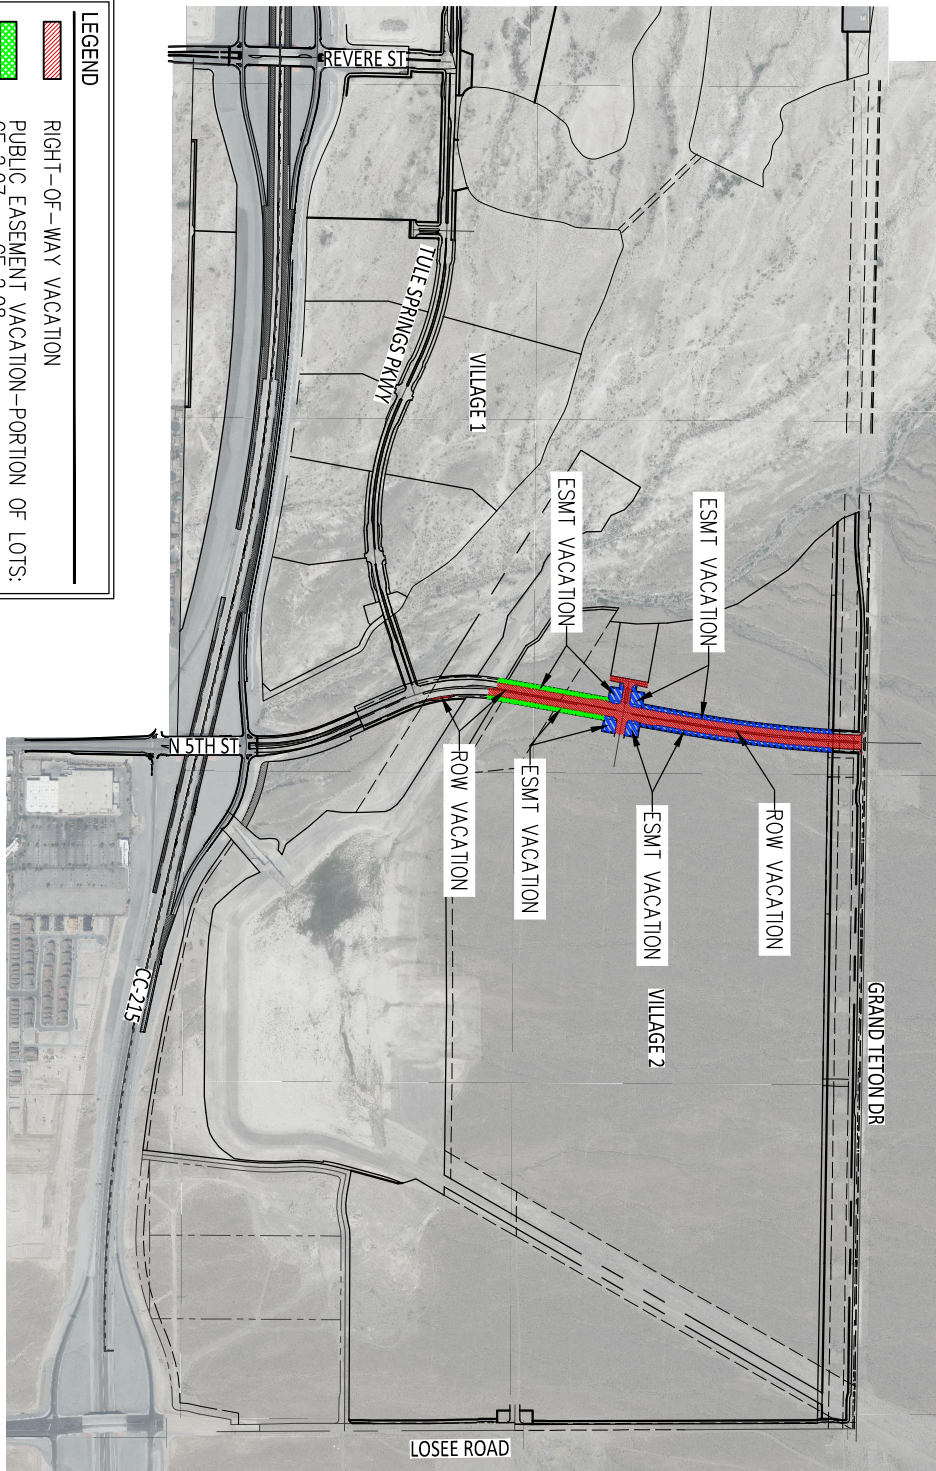 LEGEND
RIGHT-OF-WAY VACATION
PUBLIC EASEMENT VACATION-PORTION OF LOTS:
REVERE ST
TULE SPRINGS PKWY
VILLAGE 1
ESMT VACATION
ESMT VACATION
N 5TH ST
ROW VACATION
ESMT VACATION
ESMT VACATION
ROW VACATION
VILLAGE 2
GRAND TETON DR
CC-215
LOSEE ROAD